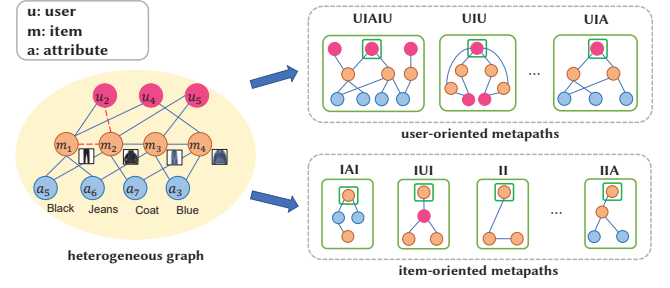 u: user
m: item
a: attribute
u2 u4 u5
m1 m2 m3 m4
a5 a6 a7 a3
Black Jeans Coat Blue
heterogeneous graph
UIAIU UIU UIA
...
user-oriented metapaths
IAI IUI II IIA
...
item-oriented metapaths